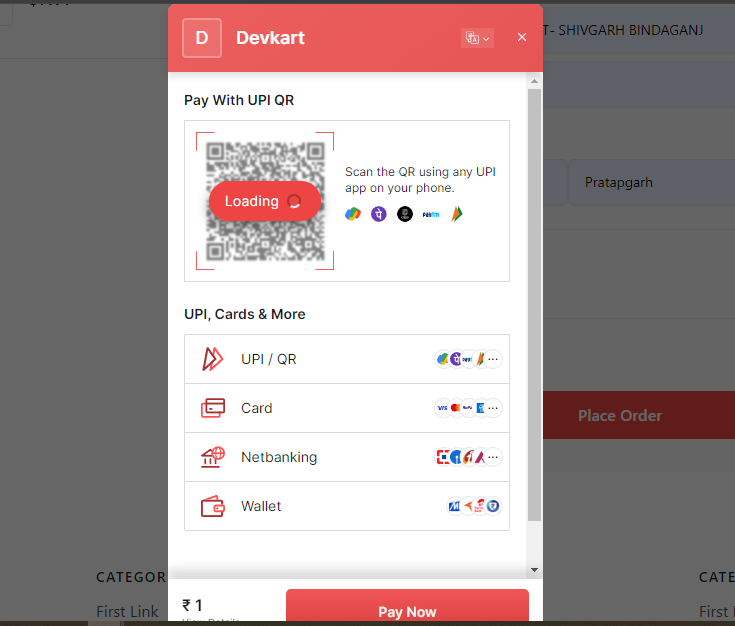 D
Devkart
T- SHIVGARH BINDAGANJ
Pay With UPI QR
Loading
Scan the QR using any UPI
app on your phone.
Pratapgarh
UPI, Cards & More
UPI / QR
Card
Place Order
Netbanking
Wallet
CATEGOR
CATE
First Link
First
₹ 1
Pay Now